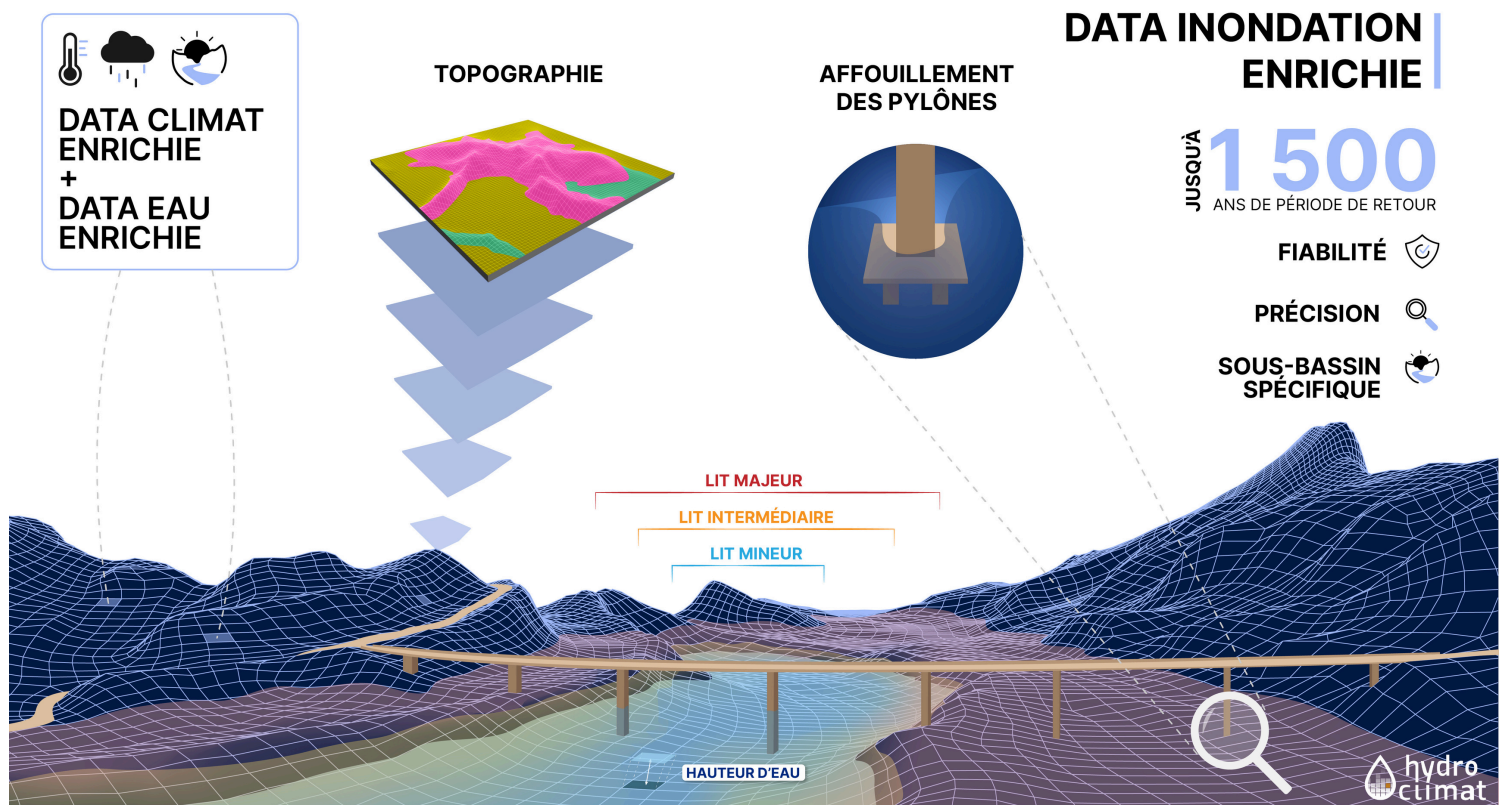 DATA CLIMAT
ENRICHIE
+
DATA EAU
ENRICHIE
TOPOGRAPHIE
AFFOUILLEMENT
DES PYLÔNES
DATA INONDATION
ENRICHIE
JUSQU'À
1 500
ANS DE PÉRIODE DE RETOUR
FIABILITÉ
PRÉCISION
SOUS-BASSIN
SPÉCIFIQUE
LIT MAJEUR
LIT INTERMÉDIAIRE
LIT MINEUR
HAUTEUR D'EAU
hydro
climat